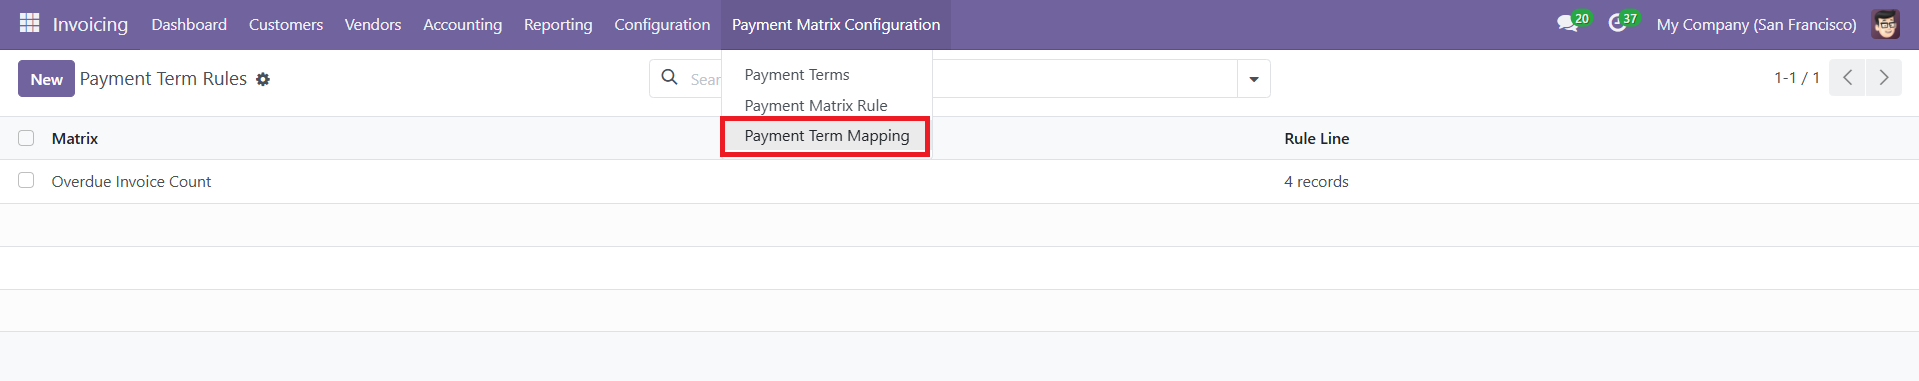 Invoicing Dashboard Customers Vendors Accounting Reporting Configuration Payment Matrix Configuration 20 37 My Company (San Francisco)
New Payment Term Rules Sear 1-1 / 1
Payment Terms
Payment Matrix Rule
Payment Term Mapping
Matrix Rule Line
Overdue Invoice Count 4 records